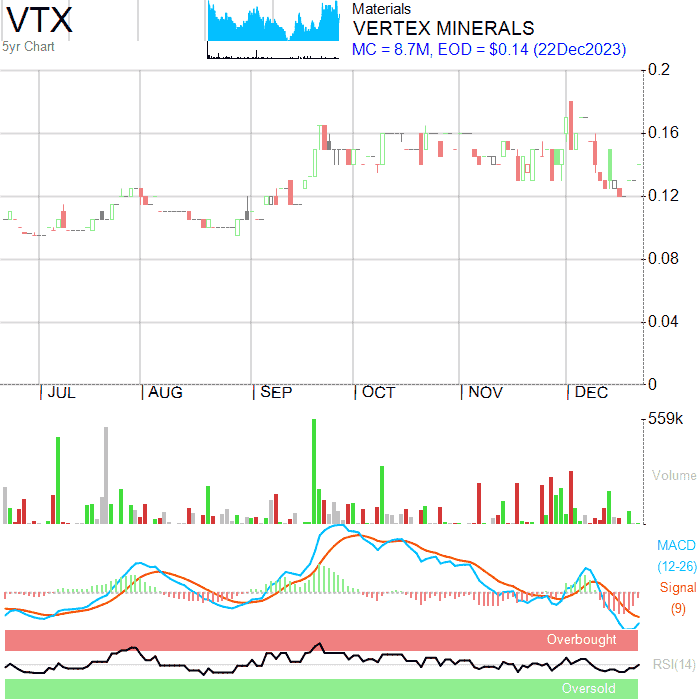 VTX
5yr Chart
Materials
VERTEX MINERALS
MC = 8.7M, EOD = $0.14 (22Dec2023)
0.2
0.16
0.12
0.08
0.04
0
JUL AUG SEP OCT NOV DEC
559k
Volume
MACD
(12-26)
Signal
(9)
Overbought
RSI(14)
Oversold